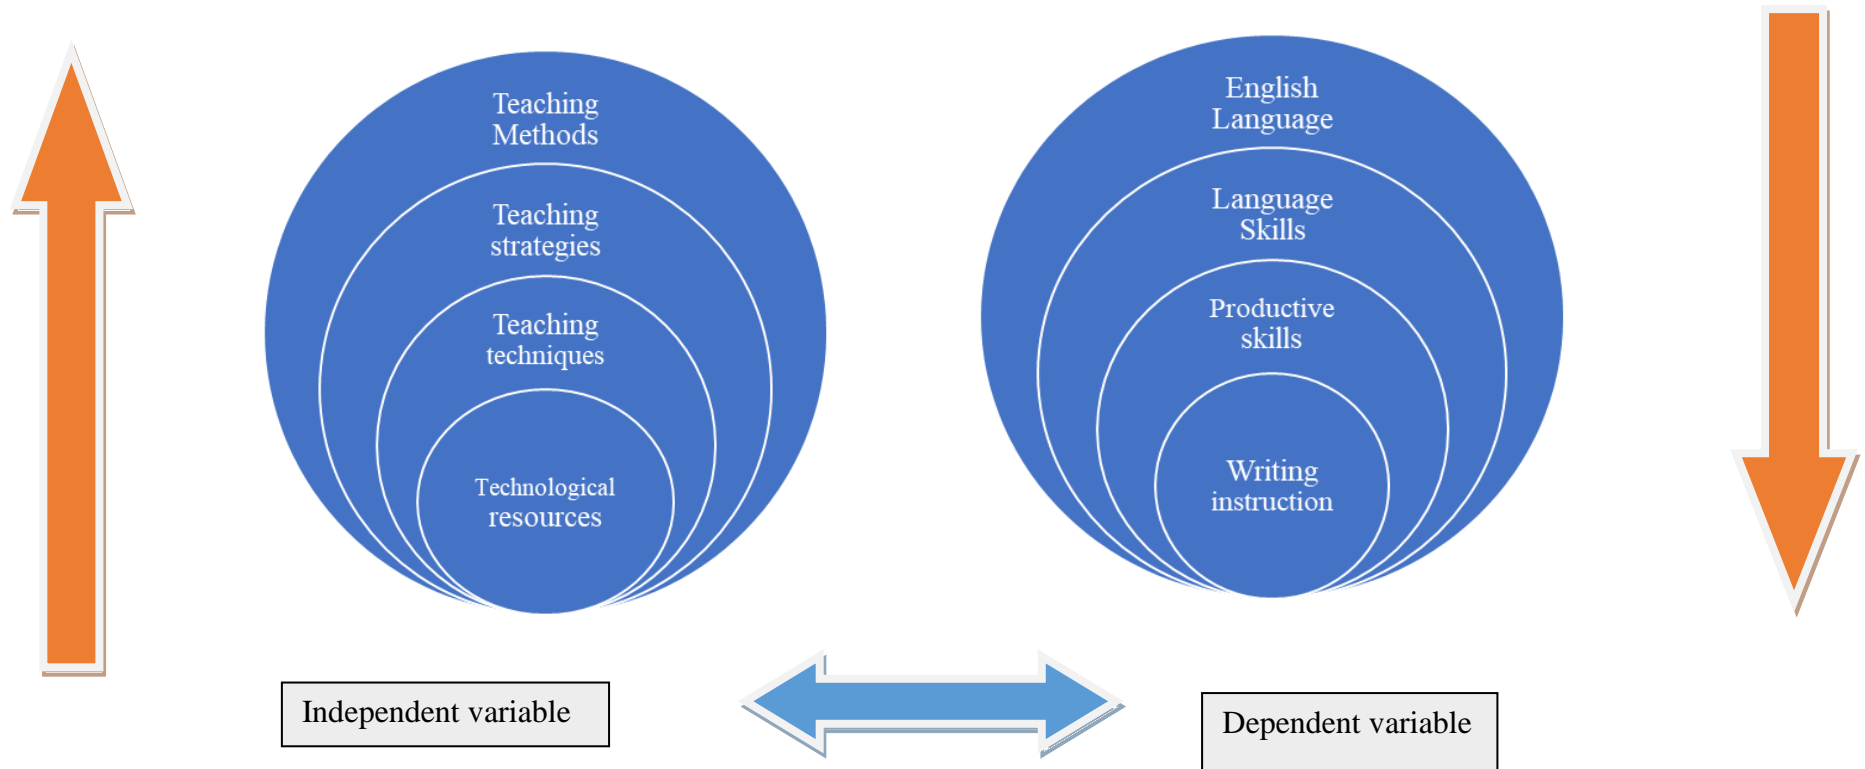 Teaching
Methods
Teaching
strategies
Teaching
techniques
Technological
resources
English
Language
Language
Skills
Productive
skills
Writing
instruction
Independent variable
Dependent variable